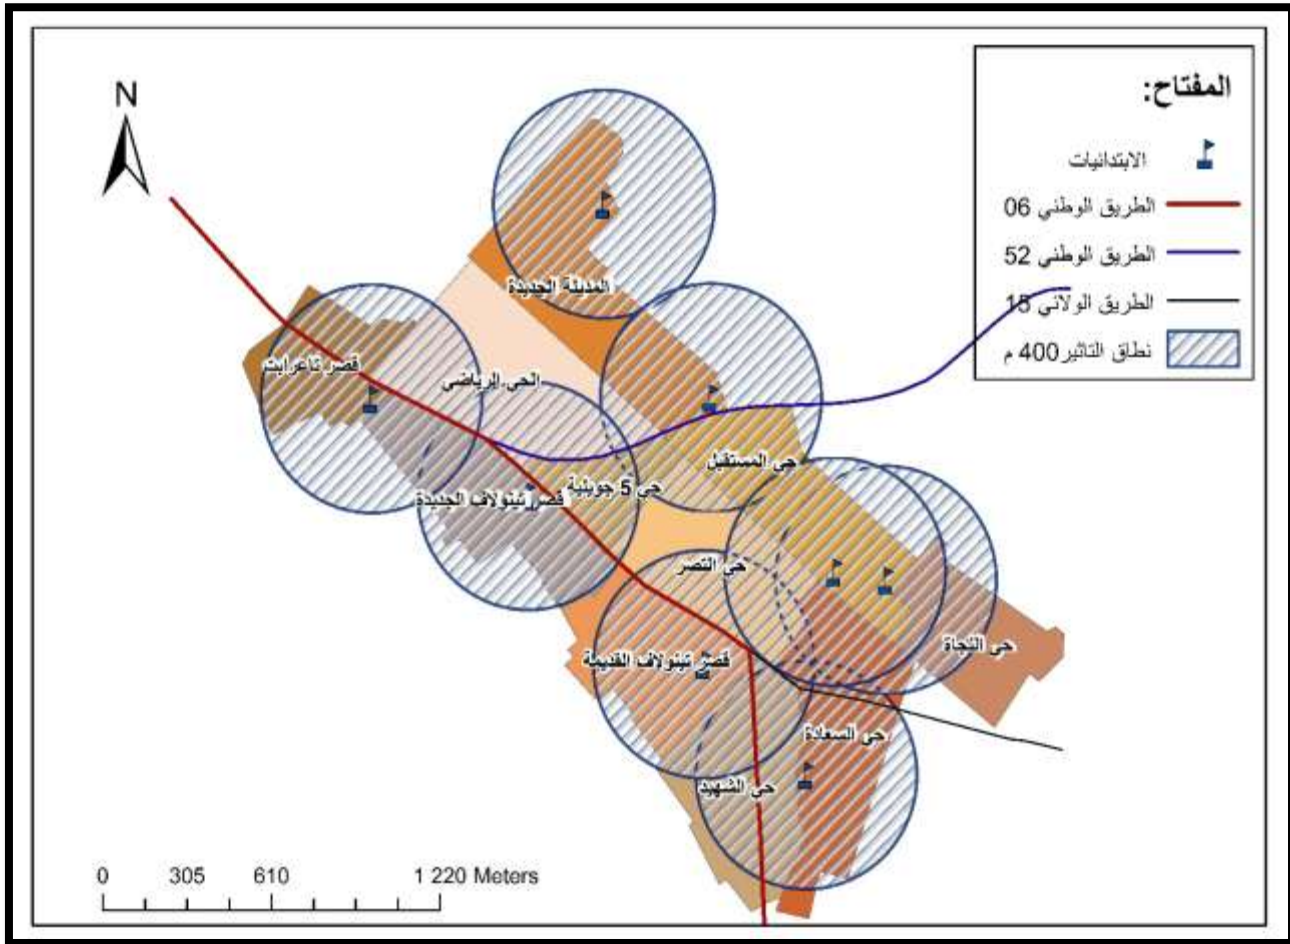 المفتاح:
N
الابتدائيات
الطريق الوطني 06
الطريق الوطني 52
الطريق الولائي 15
نطاق التاثير400 م
المدينة الجديدة
قصر تاعرابت
الحي الرياضي
حي المستقبل
حي 5 جويلية
قصر تينولاف الجديدة
حي النصر
حي النجاة
قصر تينولاف القديمة
حي السعادة
حي الشهيد
0 305 610 1 220 Meters